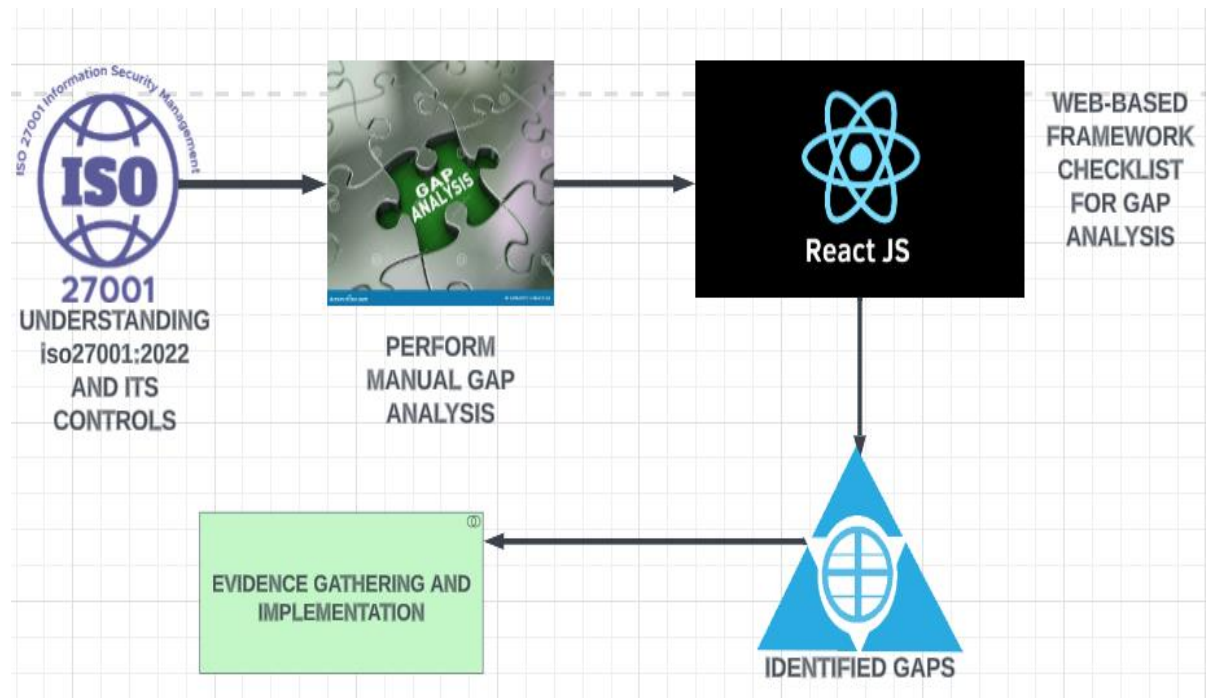 ISO 27001 Information Security Management
ISO
27001
UNDERSTANDING
iso27001:2022
AND ITS
CONTROLS
GAP
ANALYSIS
PERFORM
MANUAL GAP
ANALYSIS
React JS
WEB-BASED
FRAMEWORK
CHECKLIST
FOR GAP
ANALYSIS
IDENTIFIED GAPS
EVIDENCE GATHERING AND
IMPLEMENTATION